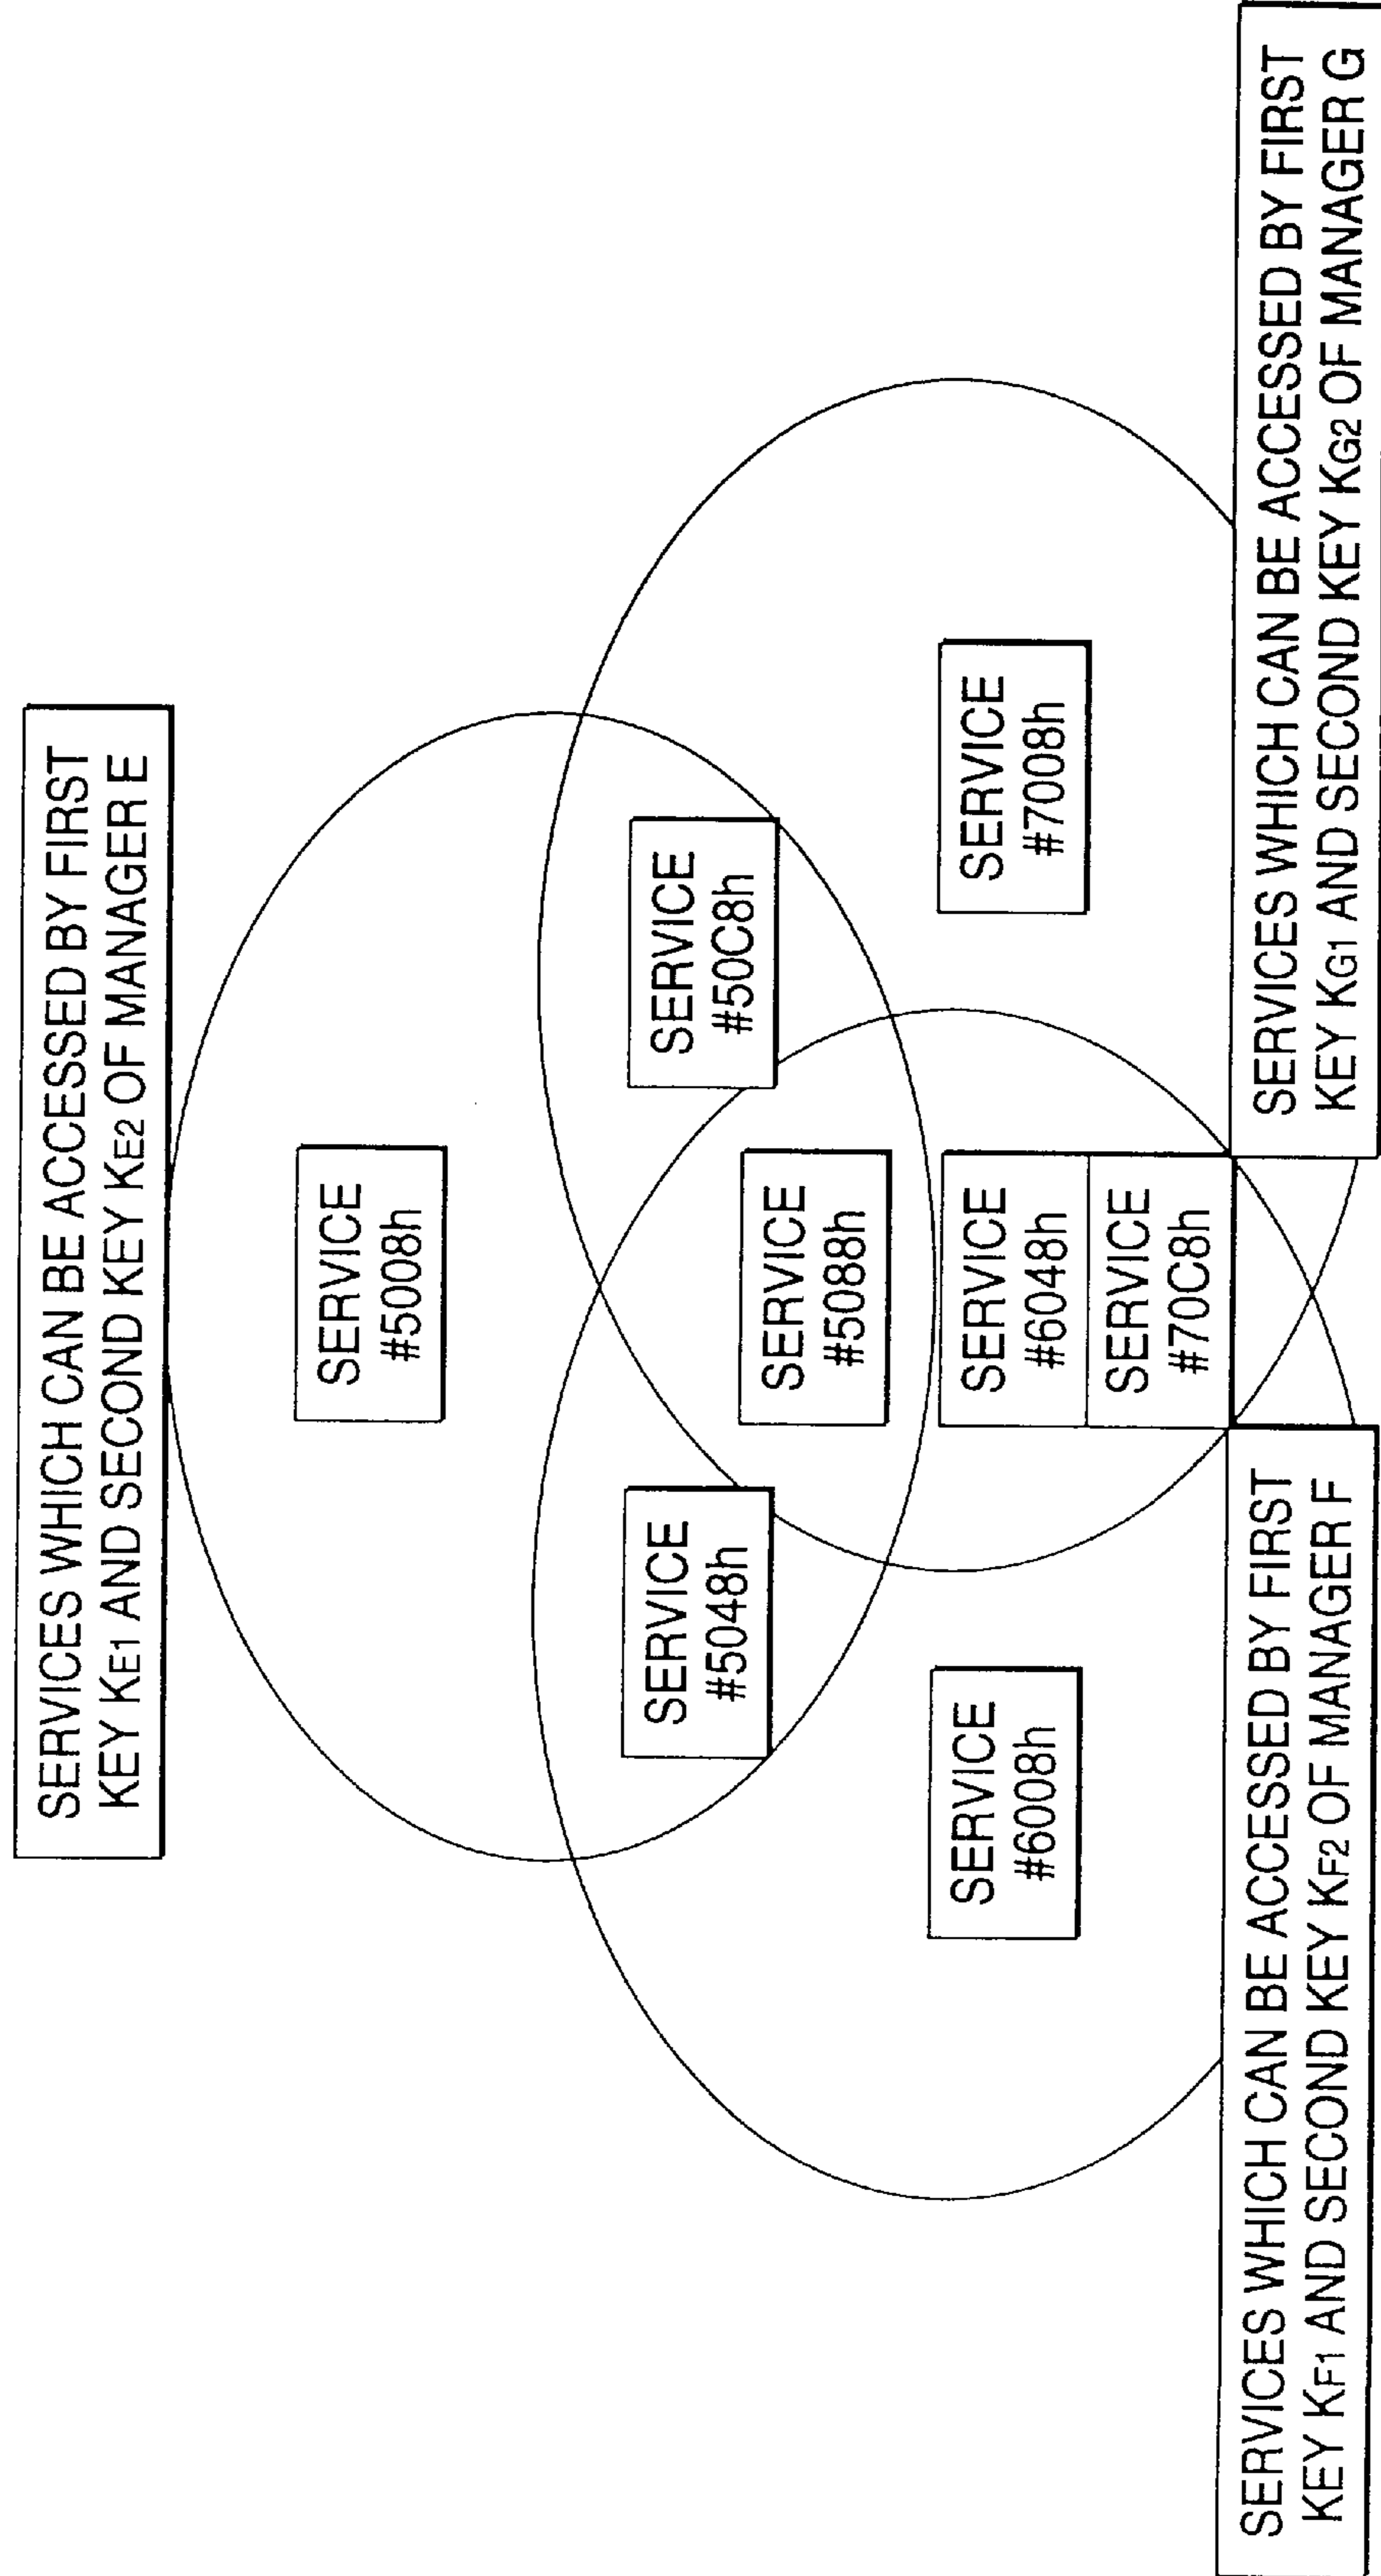 SERVICES WHICH CAN BE ACCESSED BY FIRST
KEY KE1 AND SECOND KEY KE2 OF MANAGER E
SERVICE
#5008h
SERVICE
#5048h
SERVICE
#50C8h
SERVICE
#5088h
SERVICE
#6008h
SERVICE
#6048h
SERVICE
#70C8h
SERVICE
#7008h
SERVICES WHICH CAN BE ACCESSED BY FIRST
KEY KF1 AND SECOND KEY KF2 OF MANAGER F
SERVICES WHICH CAN BE ACCESSED BY FIRST
KEY KG1 AND SECOND KEY KG2 OF MANAGER G